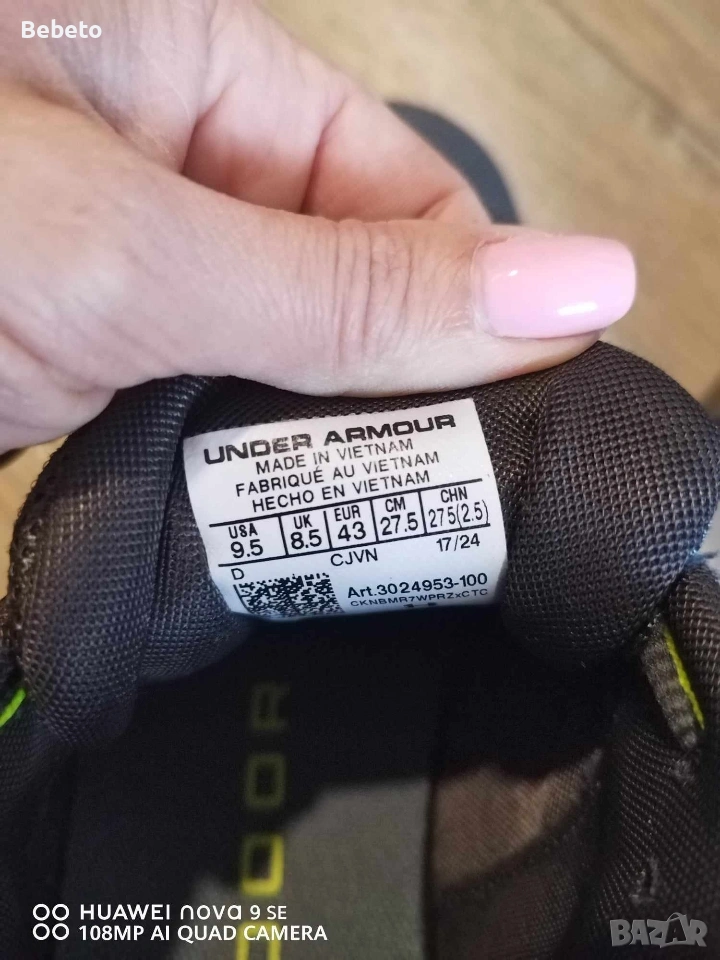 Bebeto
UNDER ARMOUR
MADE IN VIETNAM
FABRIQUÉ AU VIETNAM
HECHO EN VIETNAM
USA UK EUR CM CHN
9.5 8.5 43 27.5 275(2.5)
D CJVN 17/24
Art.3024953-100
CKNBMR7WPRZxCTC
HUAWEI nova 9 SE
108MP AI QUAD CAMERA
BAZAR